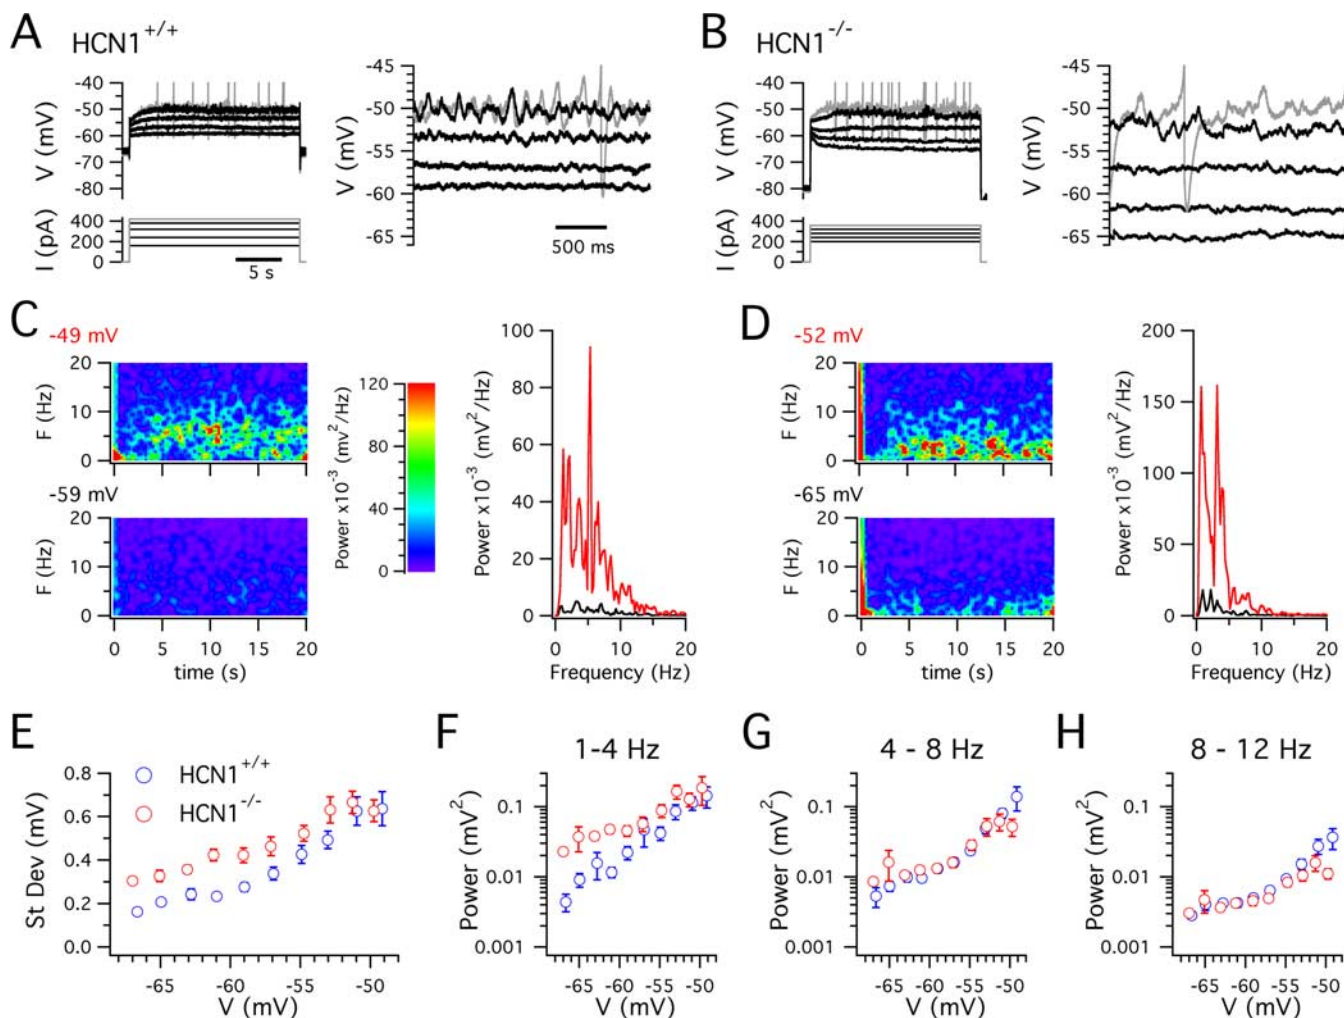 A HCN1+/+
-40
-50
-60
-70
-80
V (mV)
400
200
0
I (pA)
5 s
-45
-50
-55
-60
-65
V (mV)
500 ms
B HCN1-/-
-40
-50
-60
-70
-80
V (mV)
400
200
0
I (pA)
-45
-50
-55
-60
-65
V (mV)
C -49 mV
20
10
0
F (Hz)
-59 mV
20
10
0
F (Hz)
0 5 10 15 20
time (s)
120
80
40
0
Power x10-3 (mv2/Hz)
100
80
60
40
20
0
Power x10-3 (mV2/Hz)
0 10 20
Frequency (Hz)
D -52 mV
20
10
0
F (Hz)
-65 mV
20
10
0
F (Hz)
0 5 10 15 20
time (s)
200
150
100
50
0
Power x10-3 (mV2/Hz)
0 10 20
Frequency (Hz)
E
HCN1+/+
HCN1-/-
0.8
0.6
0.4
0.2
0.0
St Dev (mV)
-65 -60 -55 -50
V (mV)
F 1-4 Hz
0.1
0.01
0.001
Power (mV2)
-65 -60 -55 -50
V (mV)
G 4 - 8 Hz
0.1
0.01
0.001
Power (mV2)
-65 -60 -55 -50
V (mV)
H 8 - 12 Hz
0.1
0.01
0.001
Power (mV2)
-65 -60 -55 -50
V (mV)